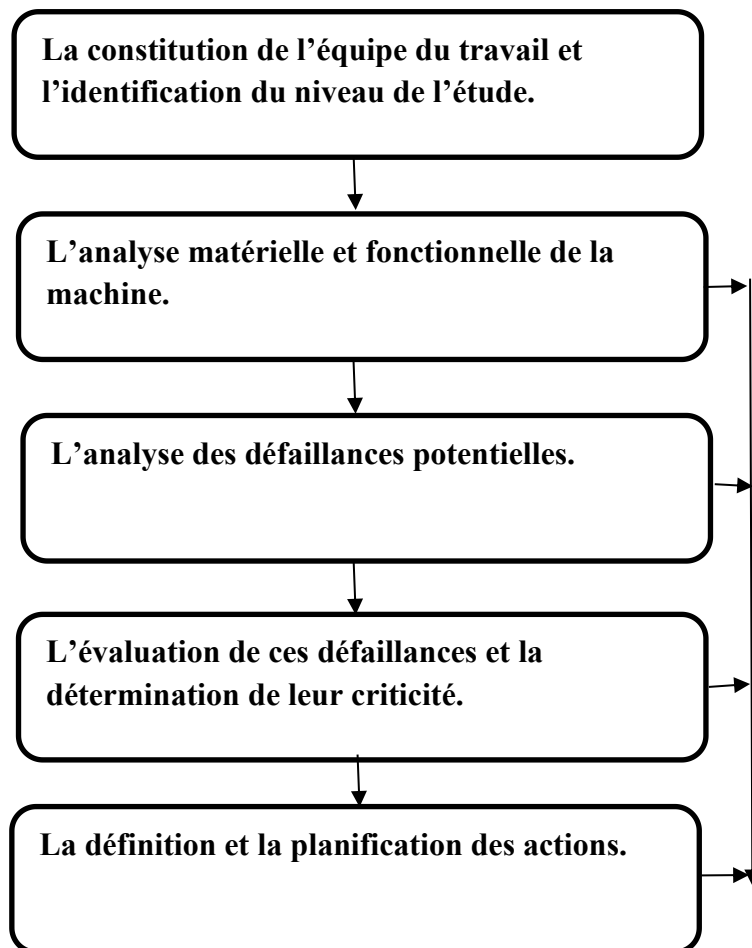 La constitution de l’équipe du travail et
l’identification du niveau de l’étude.
L’analyse matérielle et fonctionnelle de la
machine.
L’analyse des défaillances potentielles.
L’évaluation de ces défaillances et la
détermination de leur criticité.
La définition et la planification des actions.